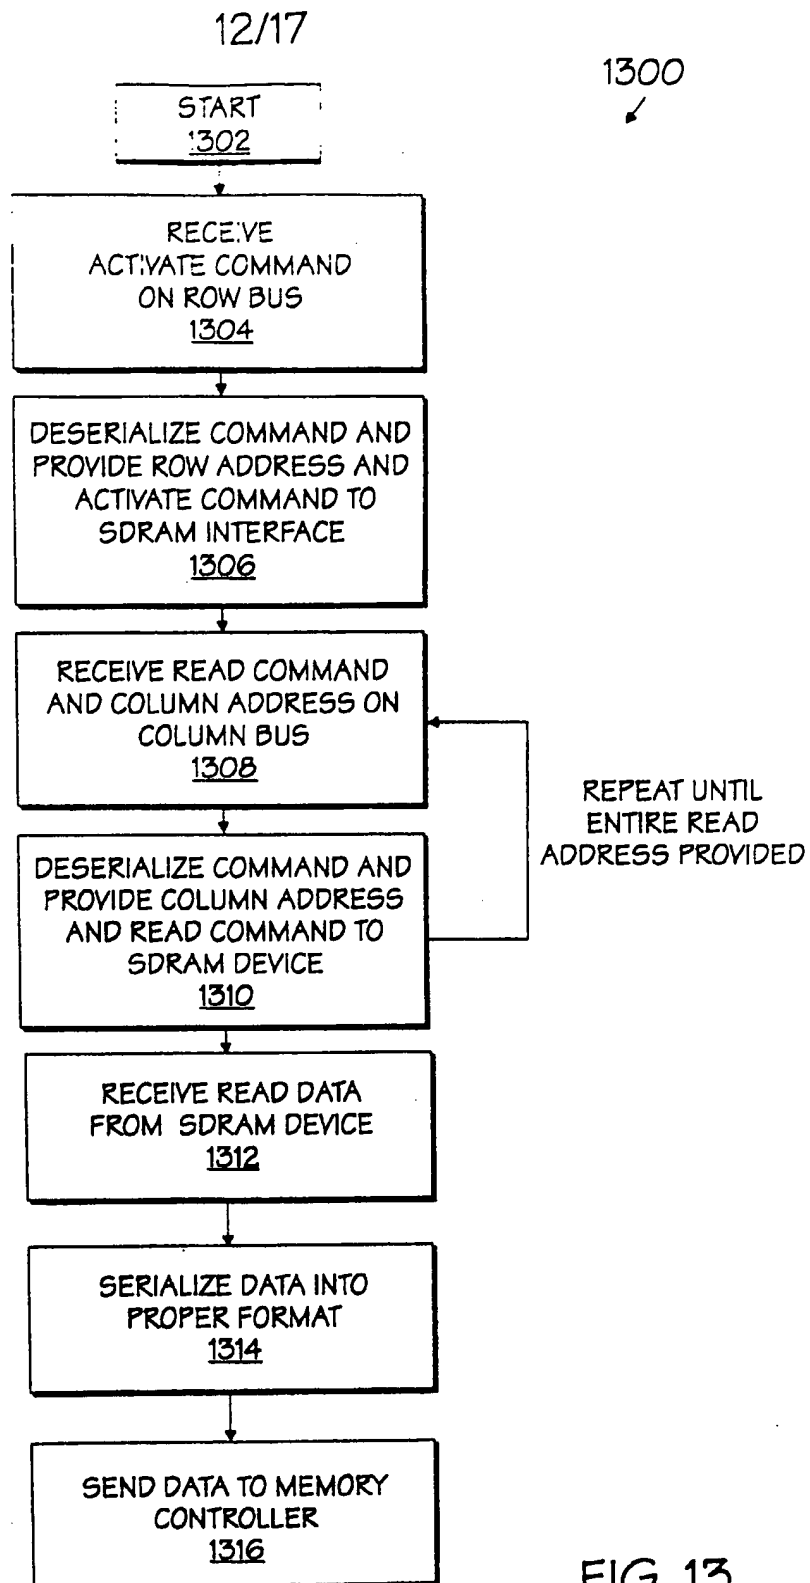 12/17
1300
START
1302
RECEIVE
ACTIVATE COMMAND
ON ROW BUS
1304
DESERIALIZE COMMAND AND
PROVIDE ROW ADDRESS AND
ACTIVATE COMMAND TO
SDRAM INTERFACE
1306
RECEIVE READ COMMAND
AND COLUMN ADDRESS ON
COLUMN BUS
1308
REPEAT UNTIL
ENTIRE READ
ADDRESS PROVIDED
DESERIALIZE COMMAND AND
PROVIDE COLUMN ADDRESS
AND READ COMMAND TO
SDRAM DEVICE
1310
RECEIVE READ DATA
FROM SDRAM DEVICE
1312
SERIALIZE DATA INTO
PROPER FORMAT
1314
SEND DATA TO MEMORY
CONTROLLER
1316
FIG. 13